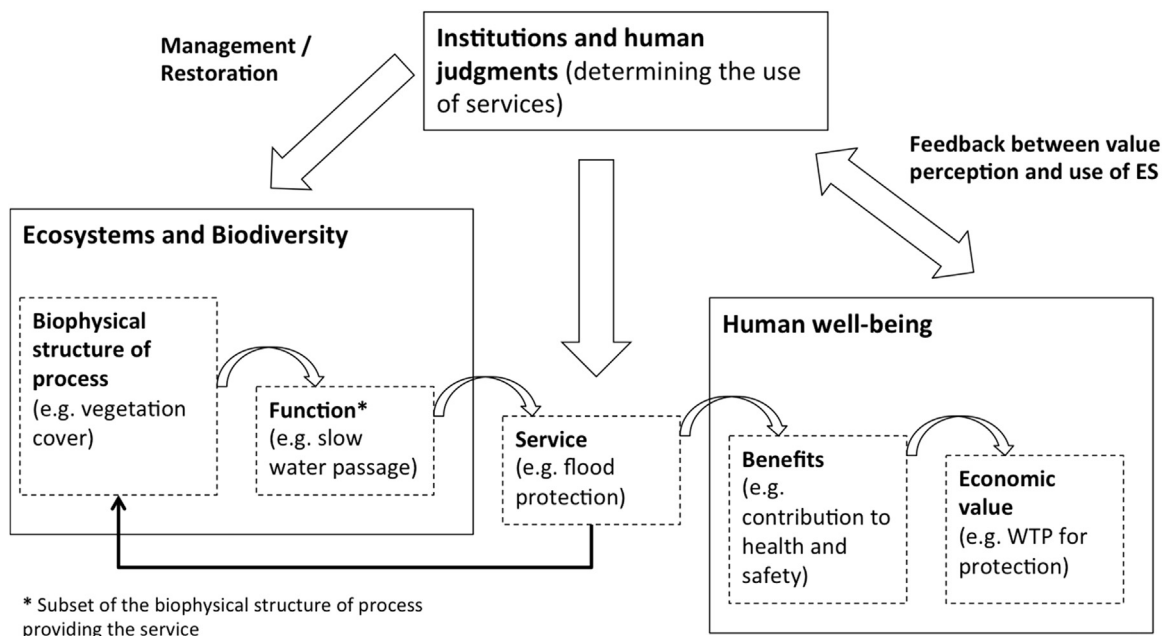 Management /
Restoration
Institutions and human
judgments (determining the use
of services)
Feedback between value
perception and use of ES
Ecosystems and Biodiversity
Biophysical
structure of
process
(e.g. vegetation
cover)
Function*
(e.g. slow
water passage)
Service
(e.g. flood
protection)
Human well-being
Benefits
(e.g.
contribution to
health and
safety)
Economic
value
(e.g. WTP for
protection)
* Subset of the biophysical structure of process
providing the service